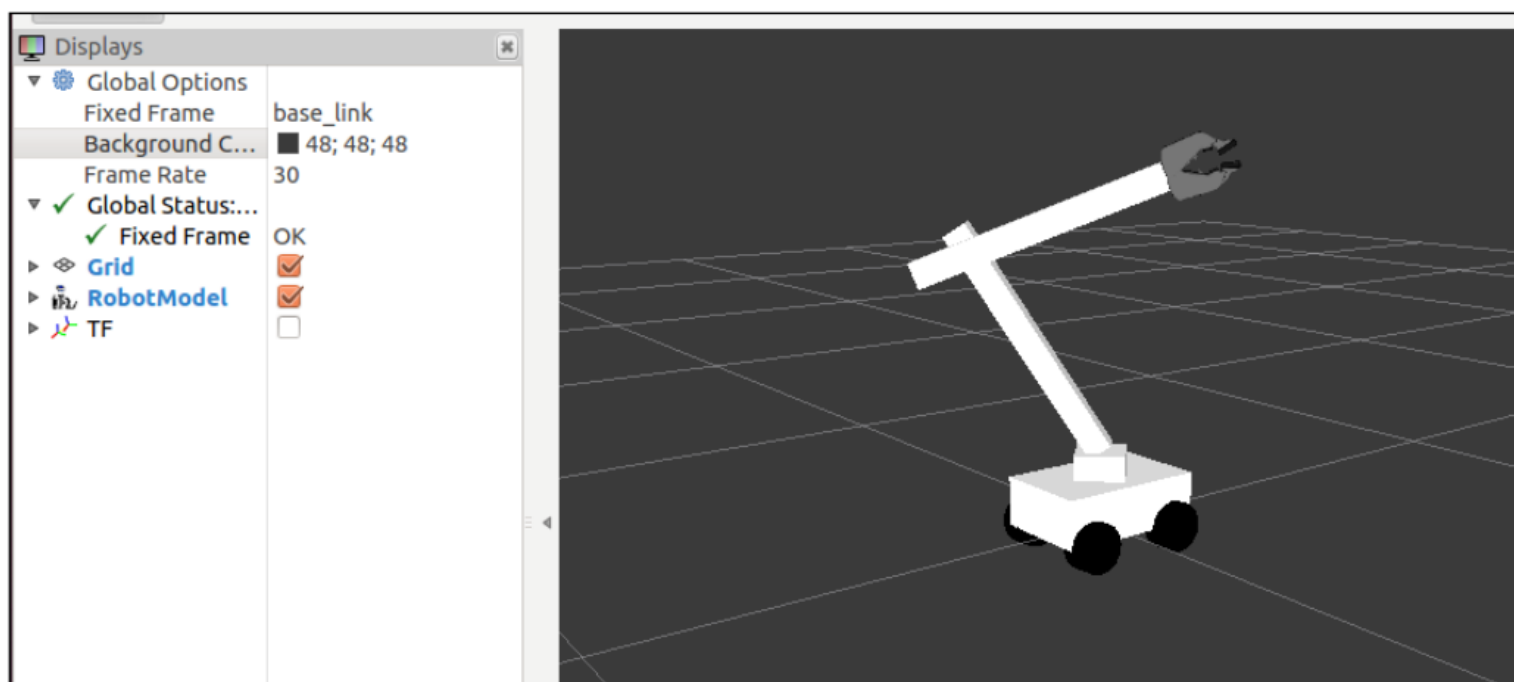 Displays
Global Options
Fixed Frame base_link
Background C... 48; 48; 48
Frame Rate 30
Global Status:...
Fixed Frame OK
Grid
RobotModel
TF